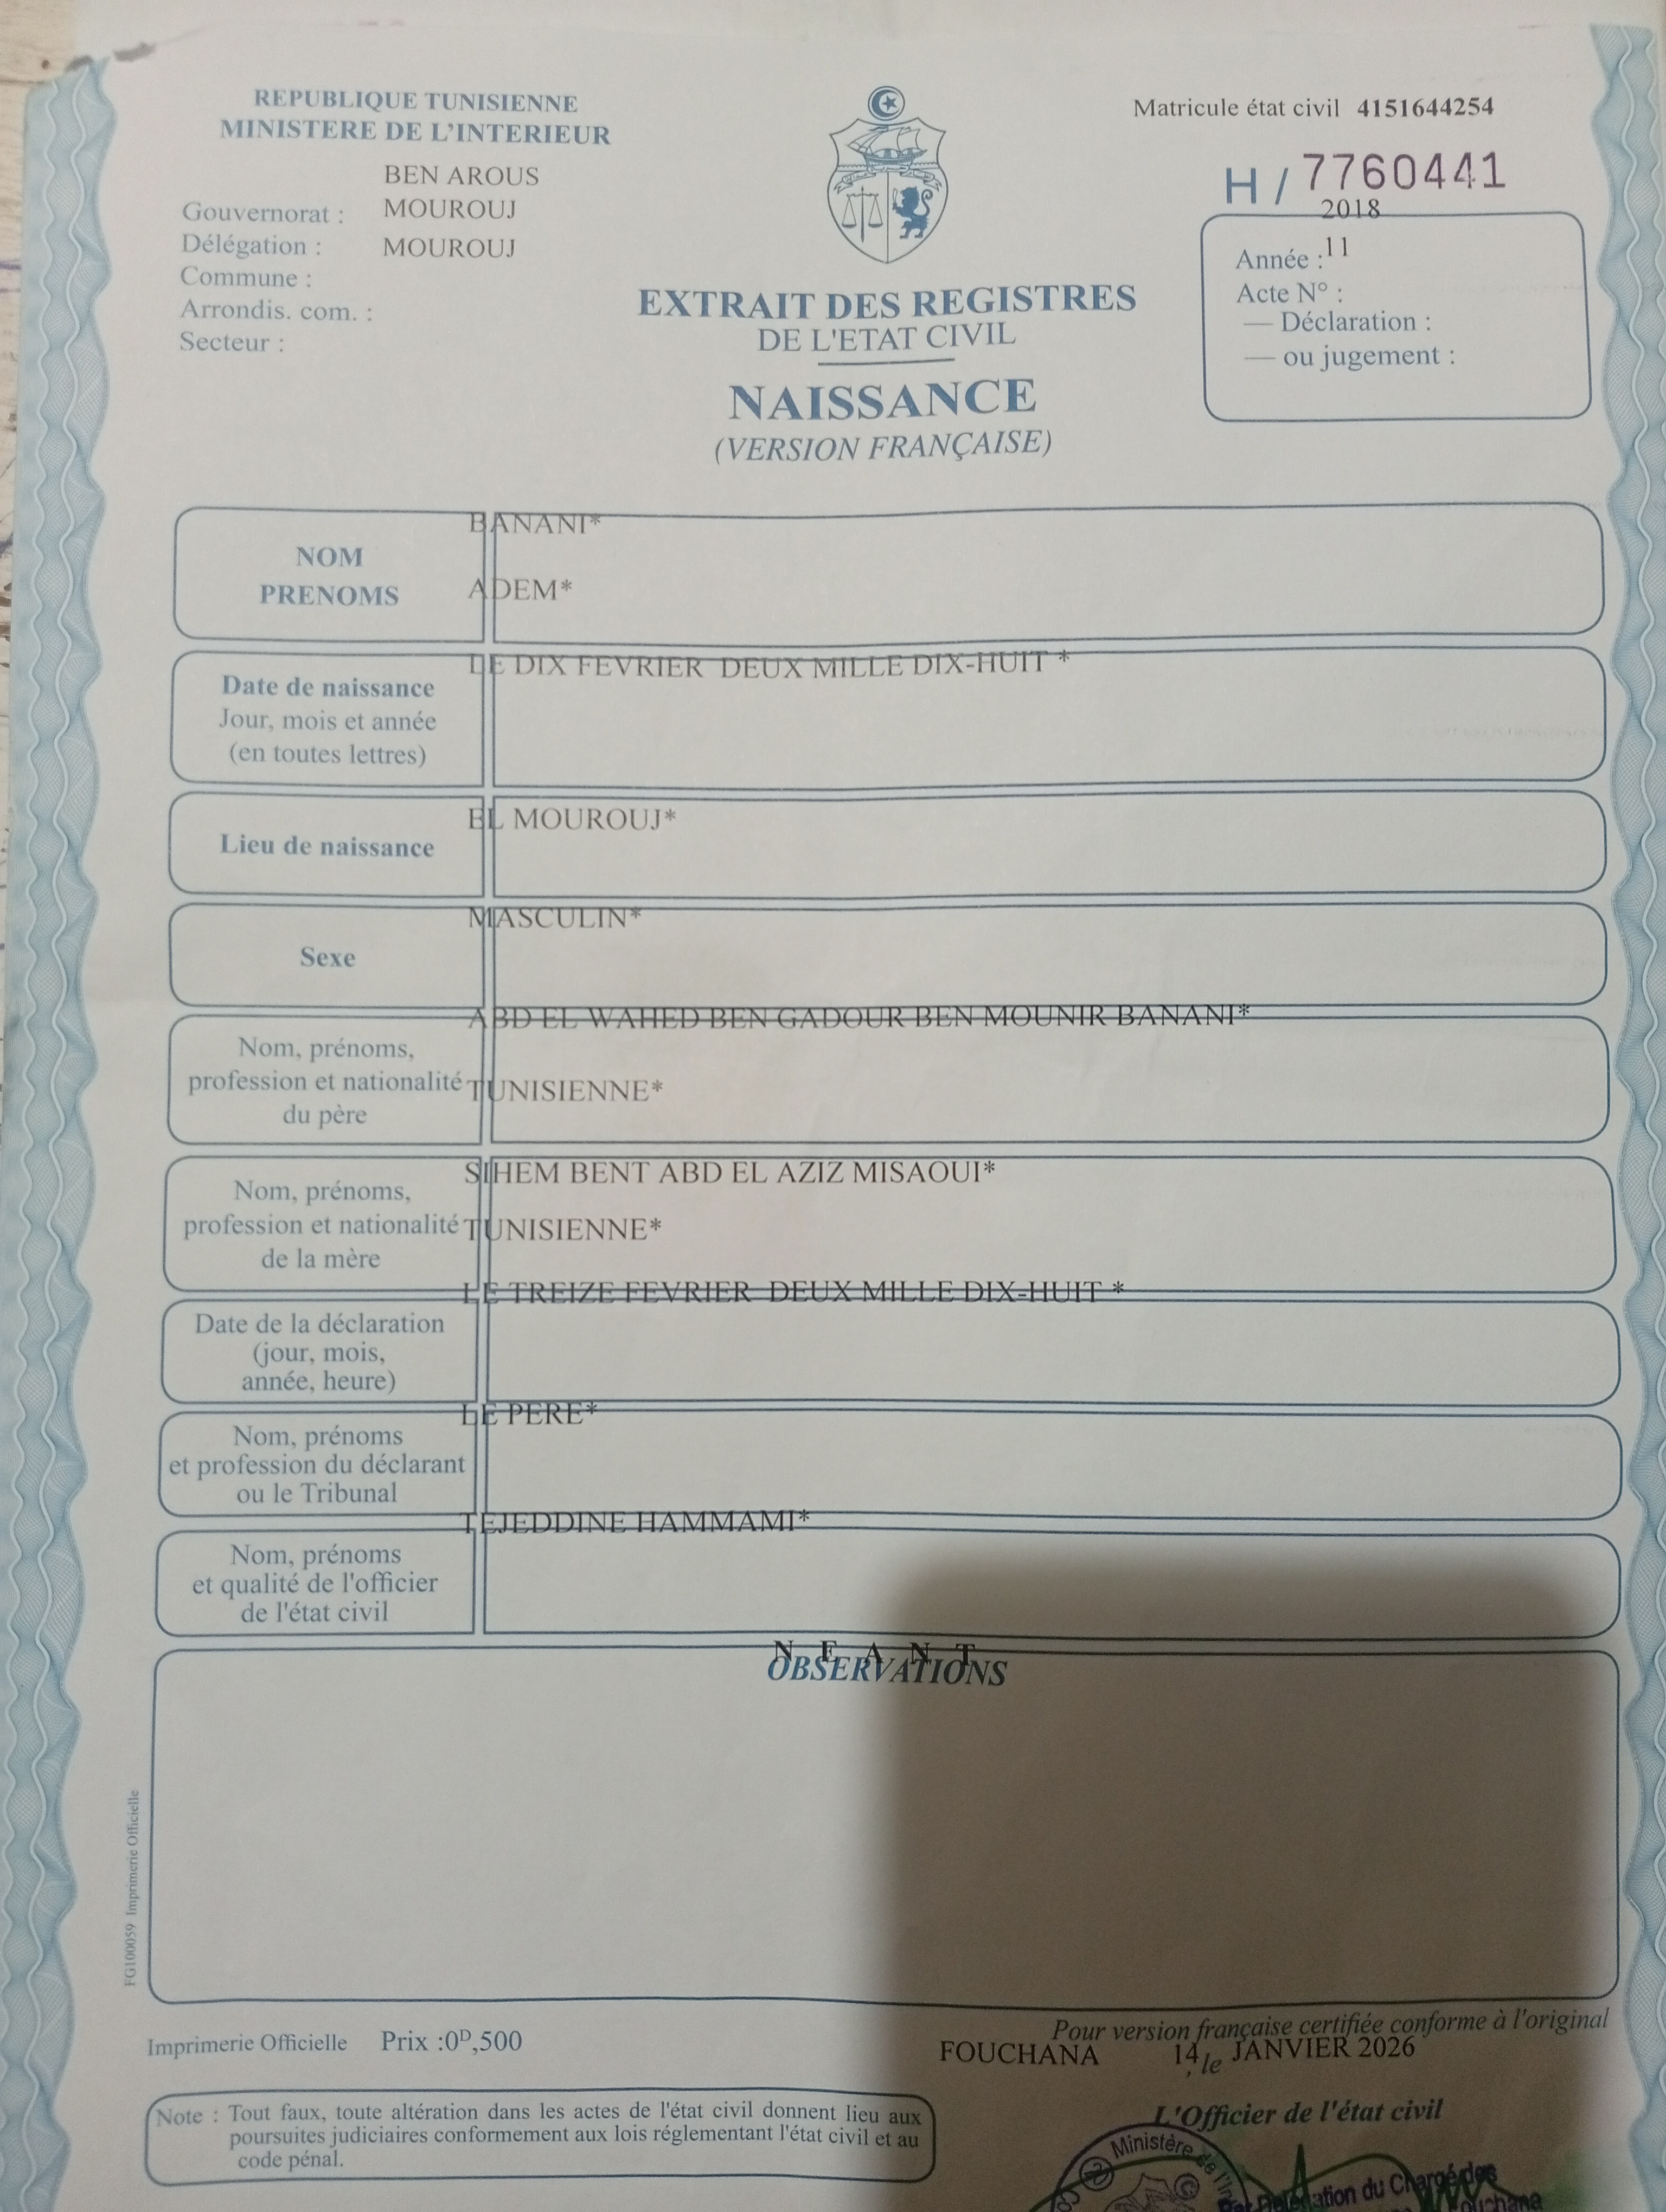 REPUBLIQUE TUNISIENNE
MINISTERE DE L'INTERIEUR
BEN AROUS
Gouvernorat : MOUROUJ
Délégation : MOUROUJ
Commune :
Arrondis. com. :
Secteur :
Matricule état civil 4151644254
H / 7760441
2018
Année : 11
Acte N° :
— Déclaration :
— ou jugement :
EXTRAIT DES REGISTRES
DE L'ETAT CIVIL
NAISSANCE
(VERSION FRANÇAISE)
BANANI*
NOM
PRENOMS
ADEM*
LE DIX FEVRIER DEUX MILLE DIX-HUIT *
Date de naissance
Jour, mois et année
(en toutes lettres)
EL MOUROUJ*
Lieu de naissance
MASCULIN*
Sexe
ABD EL WAHED BEN GADOUR BEN MOUNIR BANANI*
Nom, prénoms,
profession et nationalité
du père
TUNISIENNE*
SIHEM BENT ABD EL AZIZ MISAOUI*
Nom, prénoms,
profession et nationalité
de la mère
TUNISIENNE*
LE TREIZE FEVRIER DEUX MILLE DIX-HUIT *
Date de la déclaration
(jour, mois,
année, heure)
LE PERE*
Nom, prénoms
et profession du déclarant
ou le Tribunal
TEJEDDINE HAMMAMI*
Nom, prénoms
et qualité de l'officier
de l'état civil
N E A N T
OBSERVATIONS
FG100059 Imprimerie Officielle
Imprimerie Officielle Prix :0ᴰ,500
Pour version française certifiée conforme à l'original
FOUCHANA 14, le JANVIER 2026
L'Officier de l'état civil
Note : Tout faux, toute altération dans les actes de l'état civil donnent lieu aux
poursuites judiciaires conformement aux lois réglementant l'état civil et au
code pénal.
Ministère de l'In
Par Délégation du Chargé des
ouchana